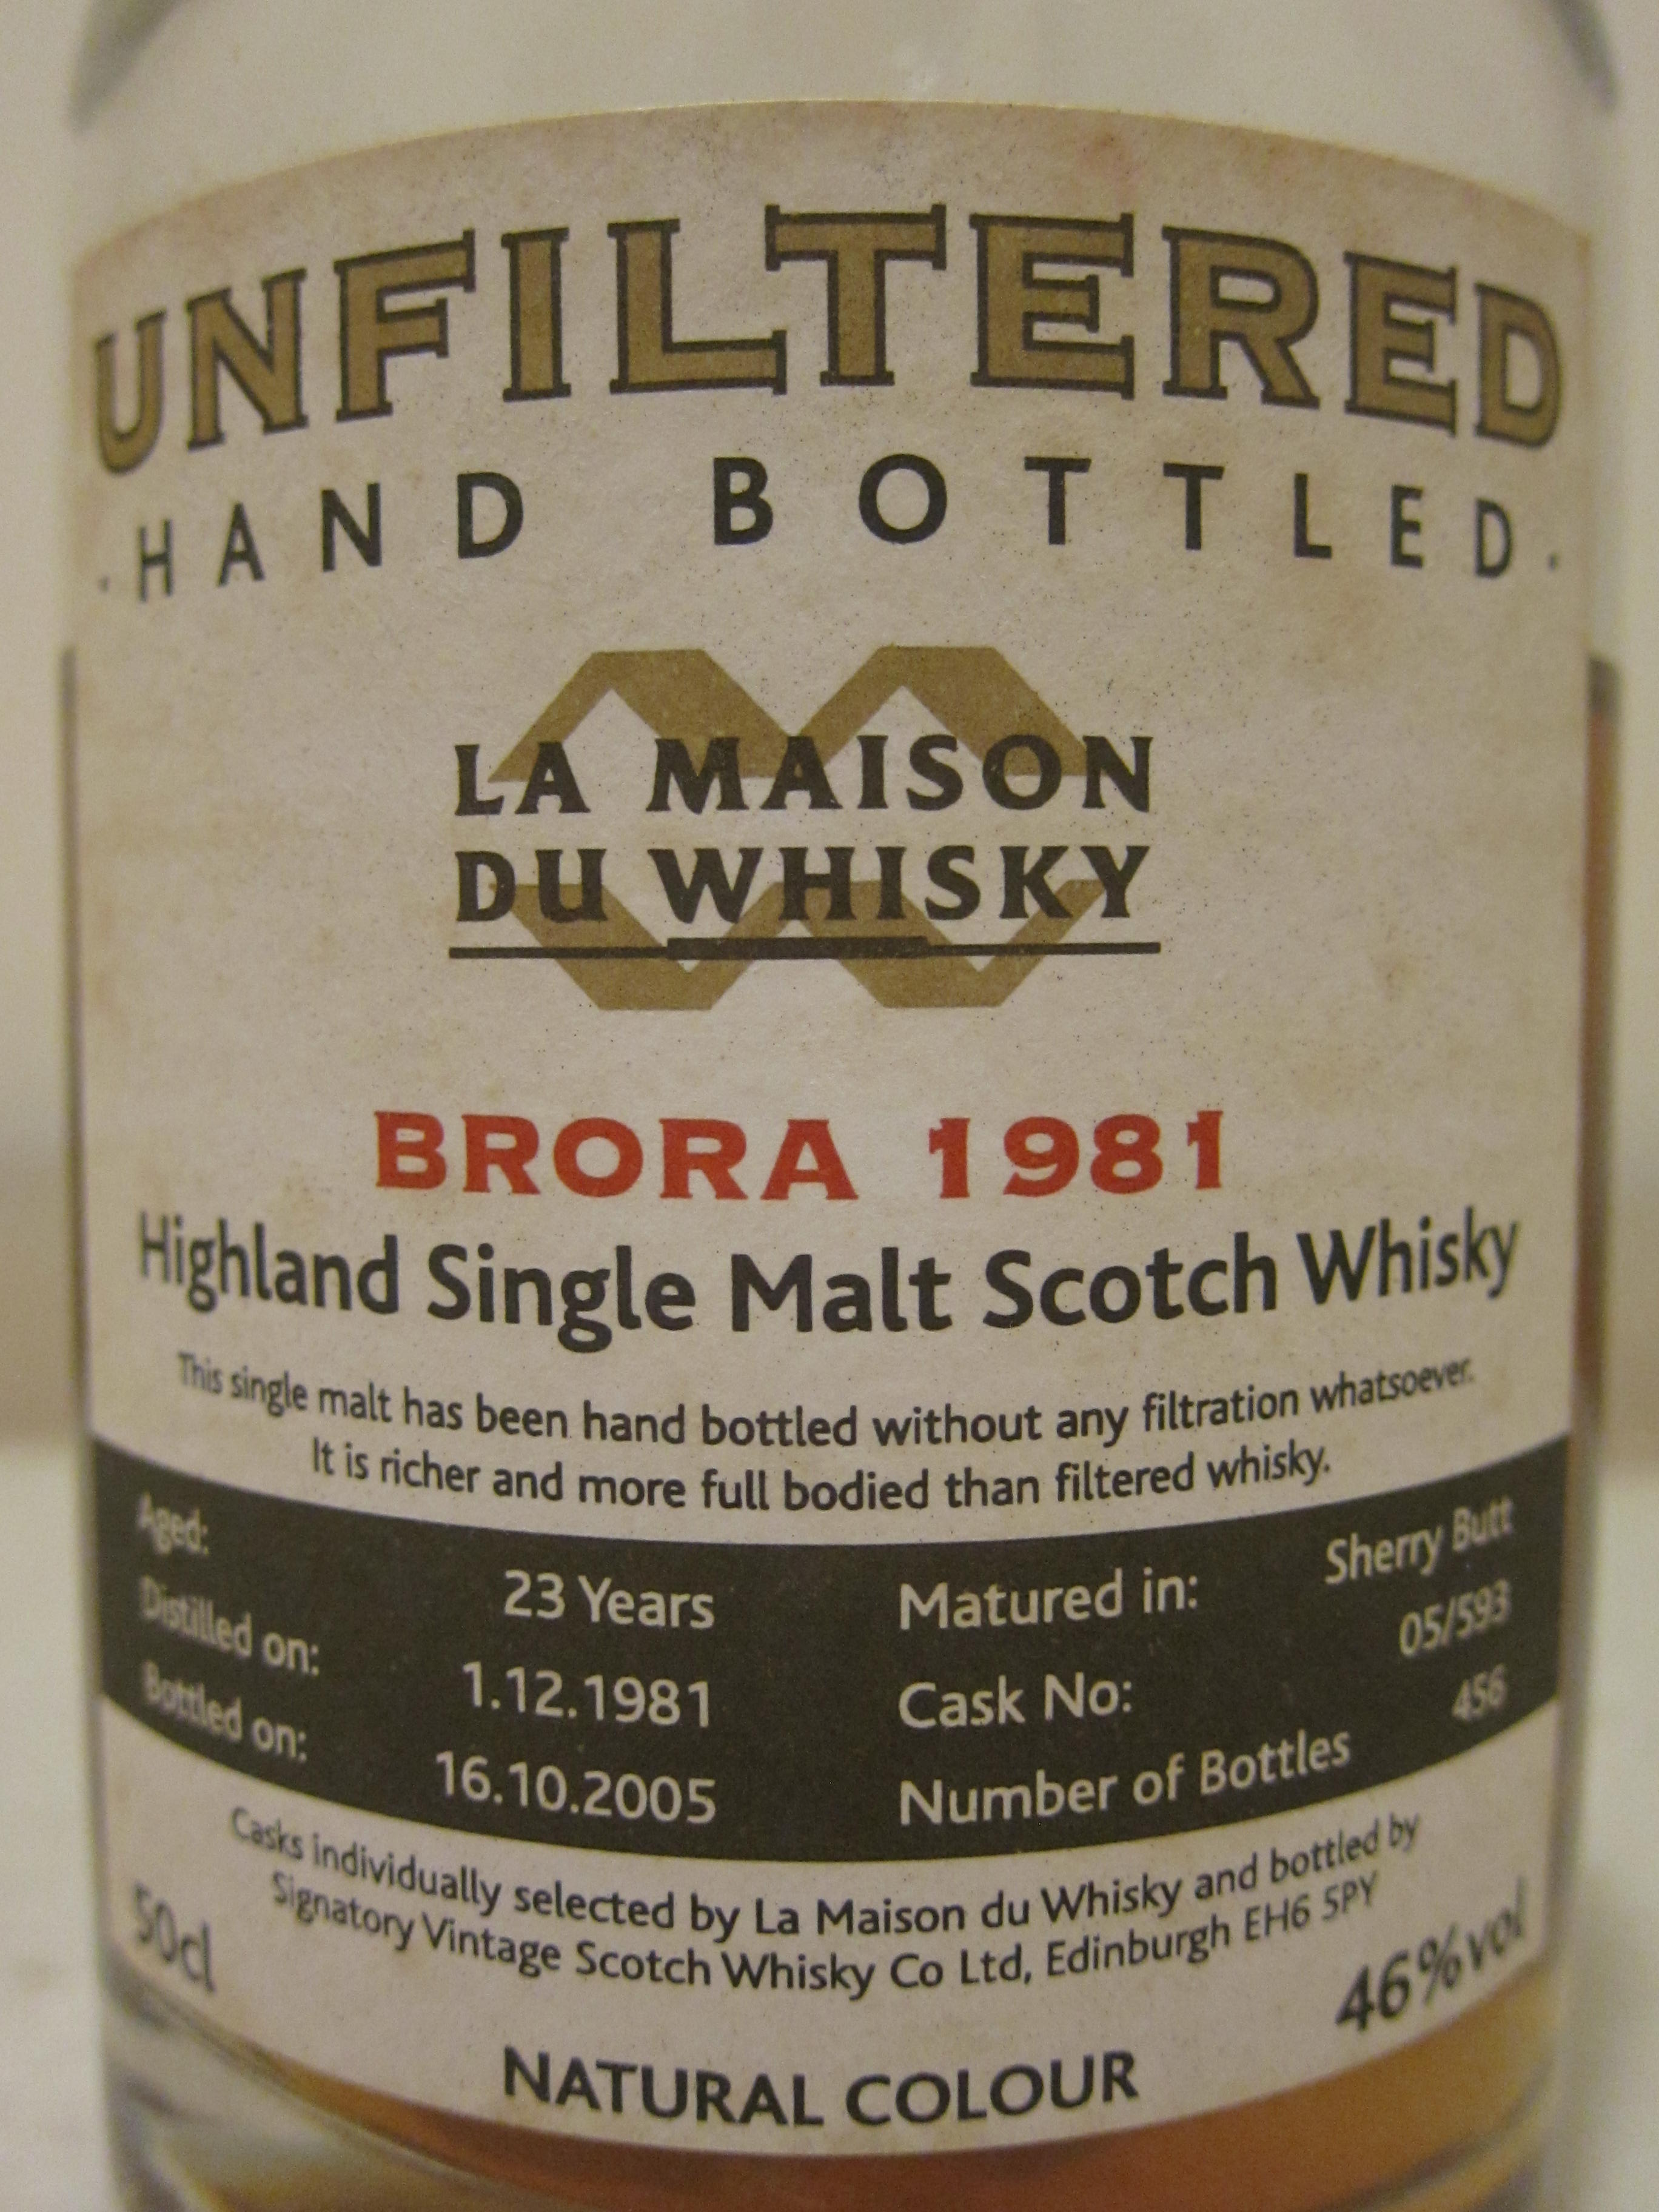 UNFILTERED
·HAND BOTTLED·
LA MAISON
DU WHISKY
BRORA 1981
Highland Single Malt Scotch Whisky
This single malt has been hand bottled without any filtration whatsoever.
It is richer and more full bodied than filtered whisky.
Aged: 23 Years Matured in: Sherry Butt
Distilled on: 1.12.1981 Cask No: 05/593
Bottled on: 16.10.2005 Number of Bottles 456
Casks individually selected by La Maison du Whisky and bottled by
Signatory Vintage Scotch Whisky Co Ltd, Edinburgh EH6 5PY
50cl 46%vol
NATURAL COLOUR